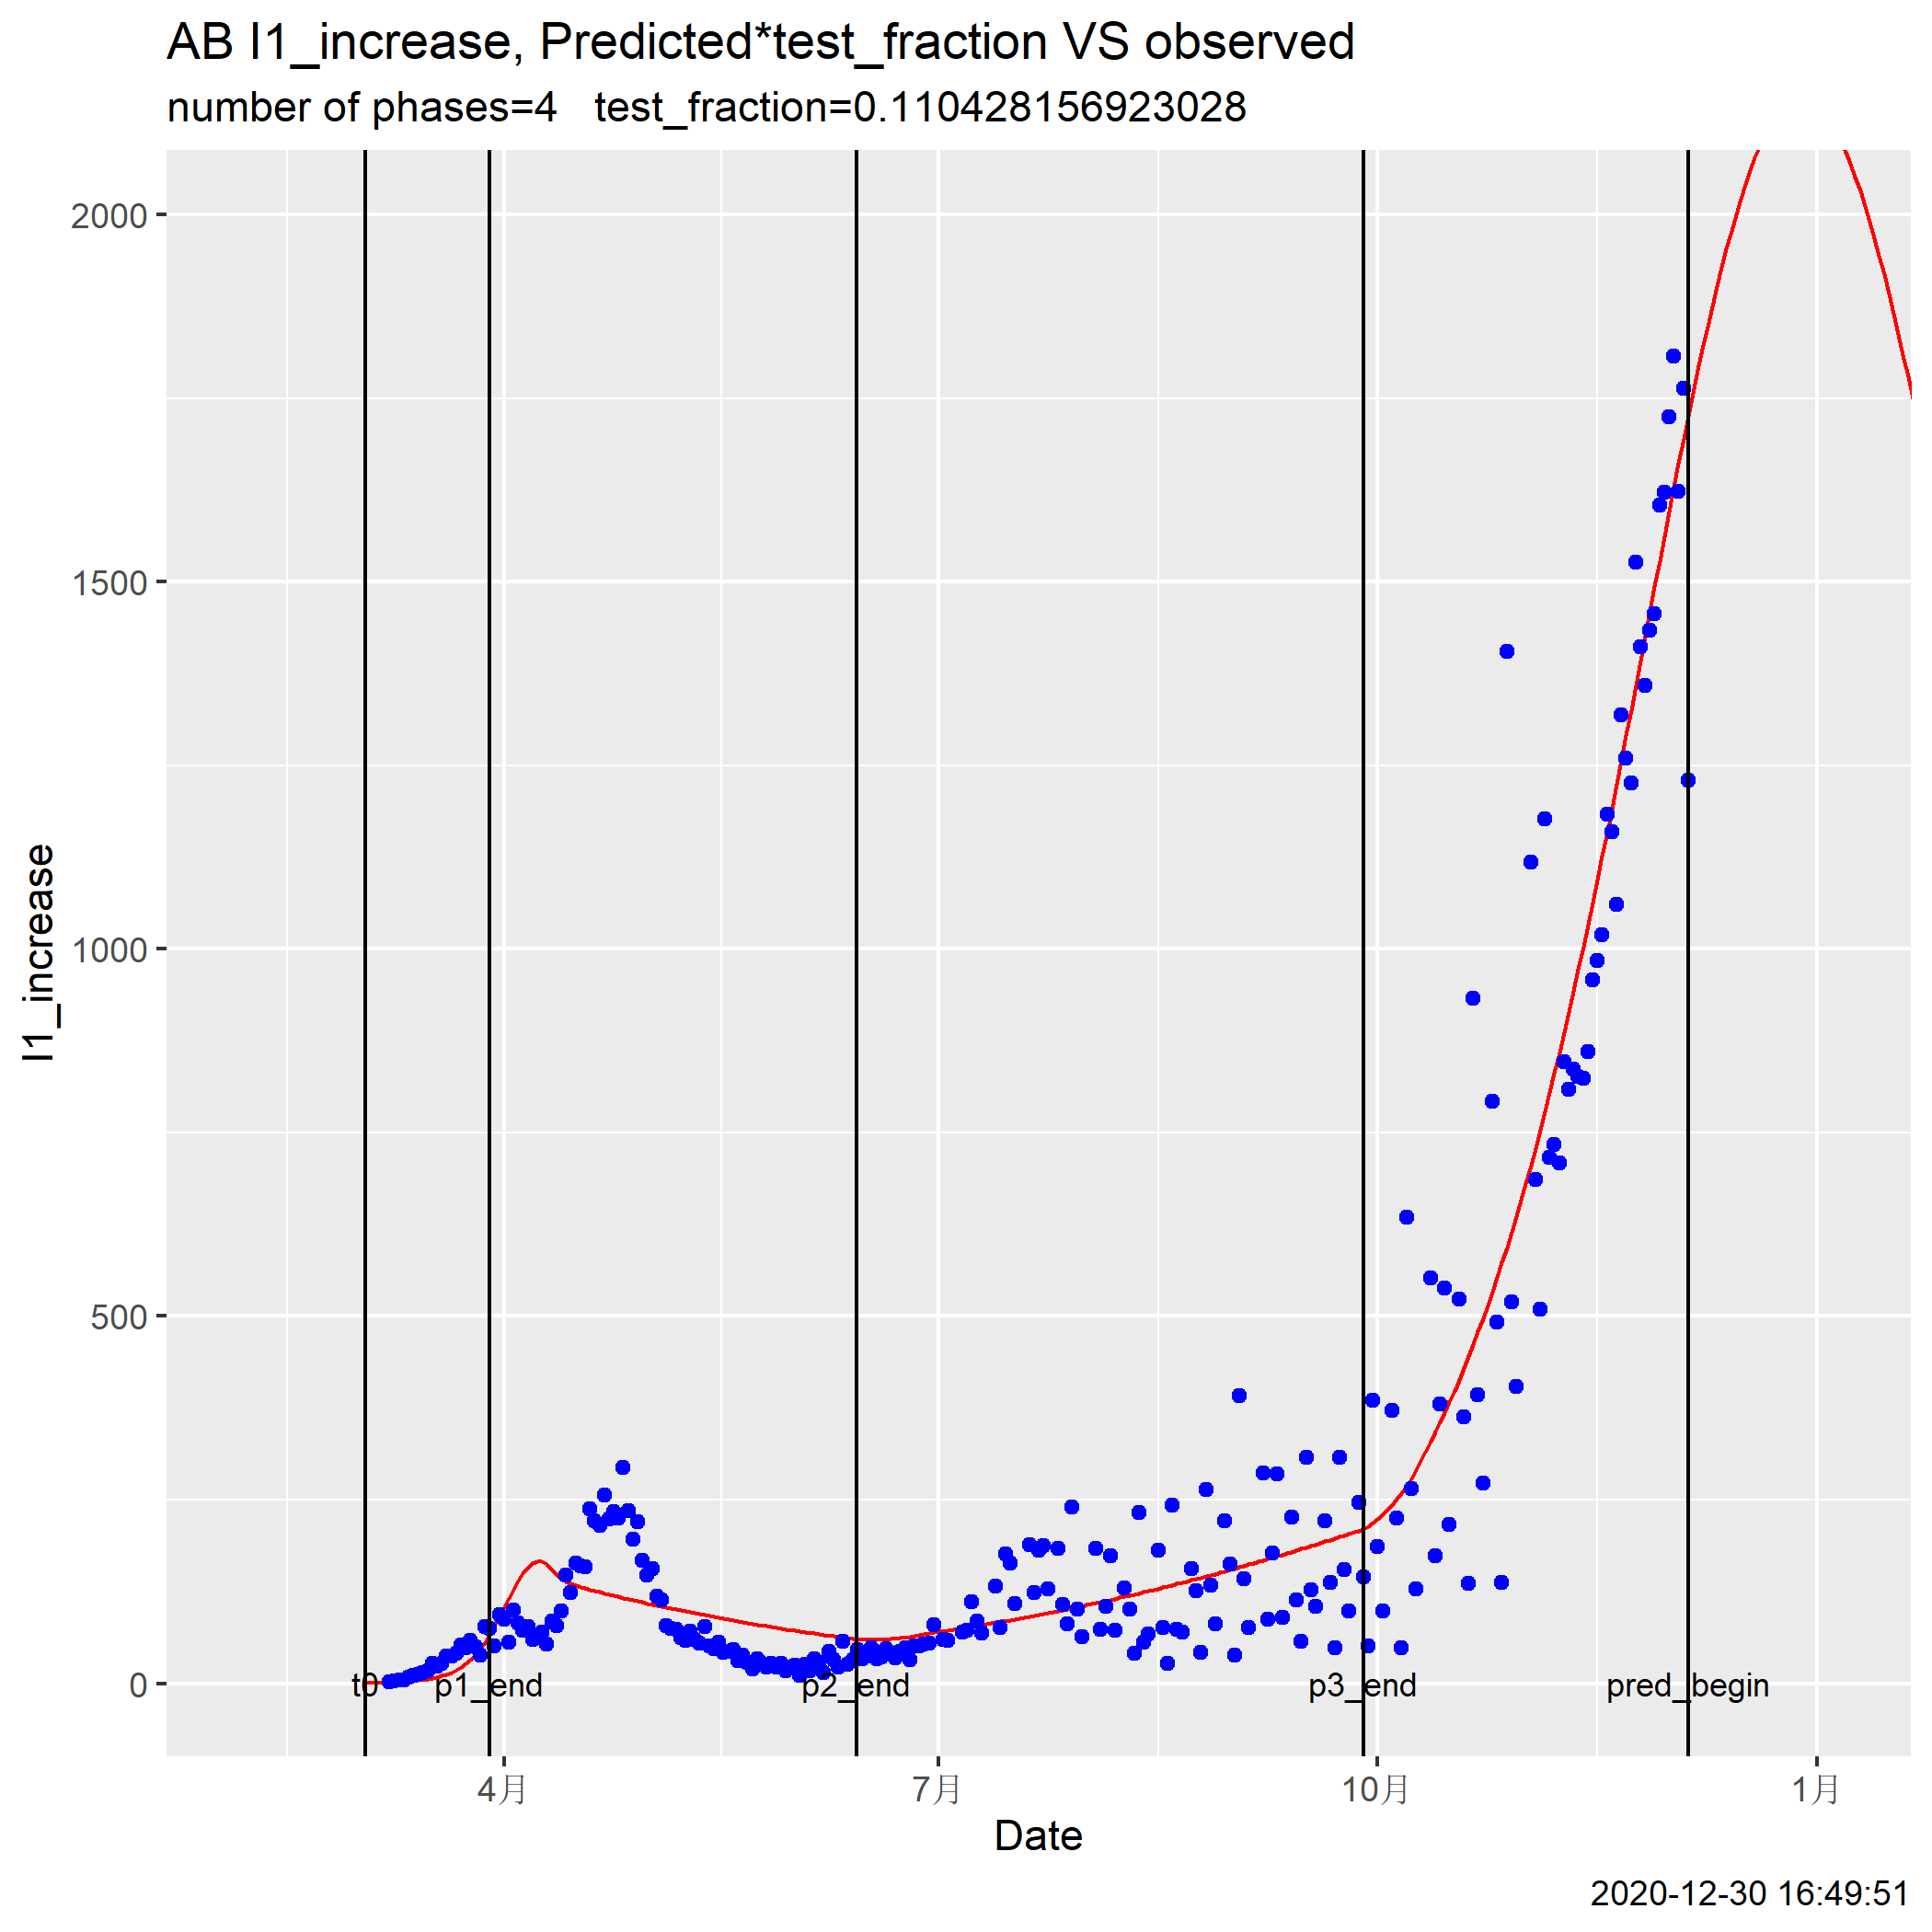 AB I1_increase, Predicted*test_fraction VS observed
number of phases=4   test_fraction=0.110428156923028
2000
1500
1000
500
0
I1_increase
t0
p1_end
p2_end
p3_end
pred_begin
4月
7月
10月
1月
Date
2020-12-30 16:49:51